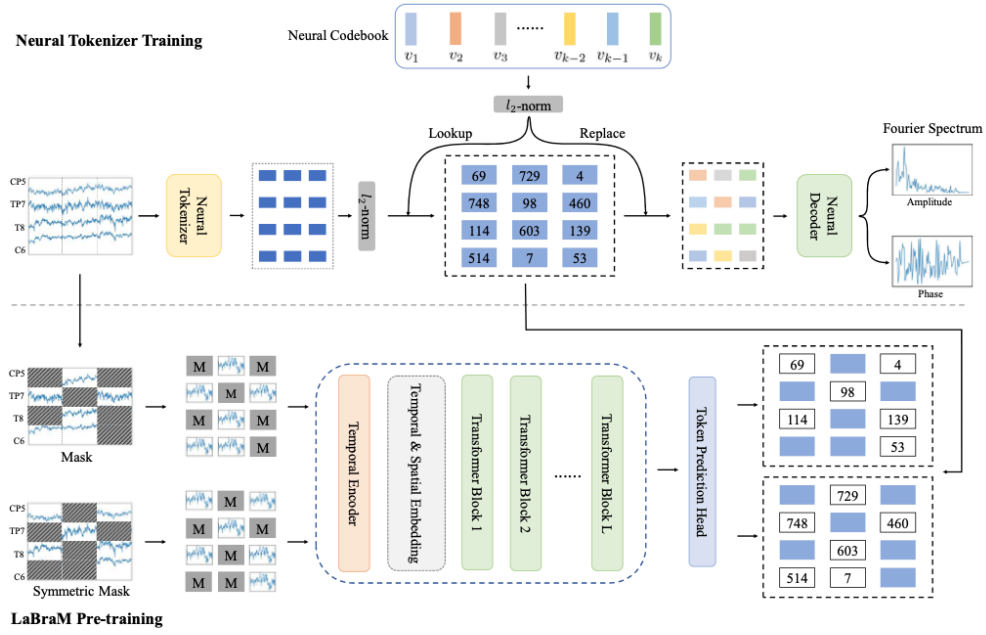 Neural Tokenizer Training
Neural Codebook
v1 v2 v3 ...... vk−2 vk−1 vk
l2-norm
Lookup
Replace
Fourier Spectrum
CP5
TP7
T8
C6
Neural Tokenizer
l2-norm
69 729 4
748 98 460
114 603 139
514 7 53
Neural Decoder
Amplitude
Phase
CP5
TP7
T8
C6
Mask
M M
M
M M
M
Temporal Encoder
Temporal & Spatial Embedding
Transformer Block 1
Transformer Block 2
......
Transformer Block L
Token Prediction Head
69 4
98
114 139
53
CP5
TP7
T8
C6
Symmetric Mask
M
M M
M
M M
729
748 460
603
514 7
LaBraM Pre-training